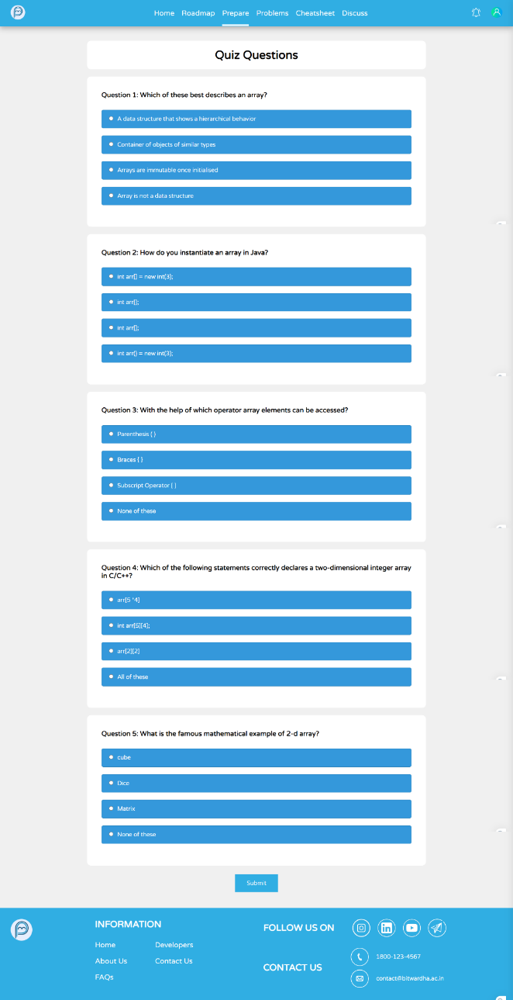 Home Roadmap Prepare Problems Cheatsheet Discuss
Quiz Questions
Question 1: Which of these best describes an array?
A data structure that shows a hierarchical behavior
Container of objects of similar types
Arrays are immutable once initialised
Array is not a data structure
Question 2: How do you instantiate an array in Java?
int arr[] = new int(3);
int arr[];
int arr[];
int arr() = new int(3);
Question 3: With the help of which operator array elements can be accessed?
Parenthesis ( )
Braces { }
Subscript Operator [ ]
None of these
Question 4: Which of the following statements correctly declares a two-dimensional integer array
in C/C++?
arr[5 *4]
int arr[5][4];
arr[2][2]
All of these
Question 5: What is the famous mathematical example of 2-d array?
cube
Dice
Matrix
None of these
Submit
INFORMATION
Home Developers
About Us Contact Us
FAQs
FOLLOW US ON
CONTACT US
1800-123-4567
contact@bitwardha.ac.in